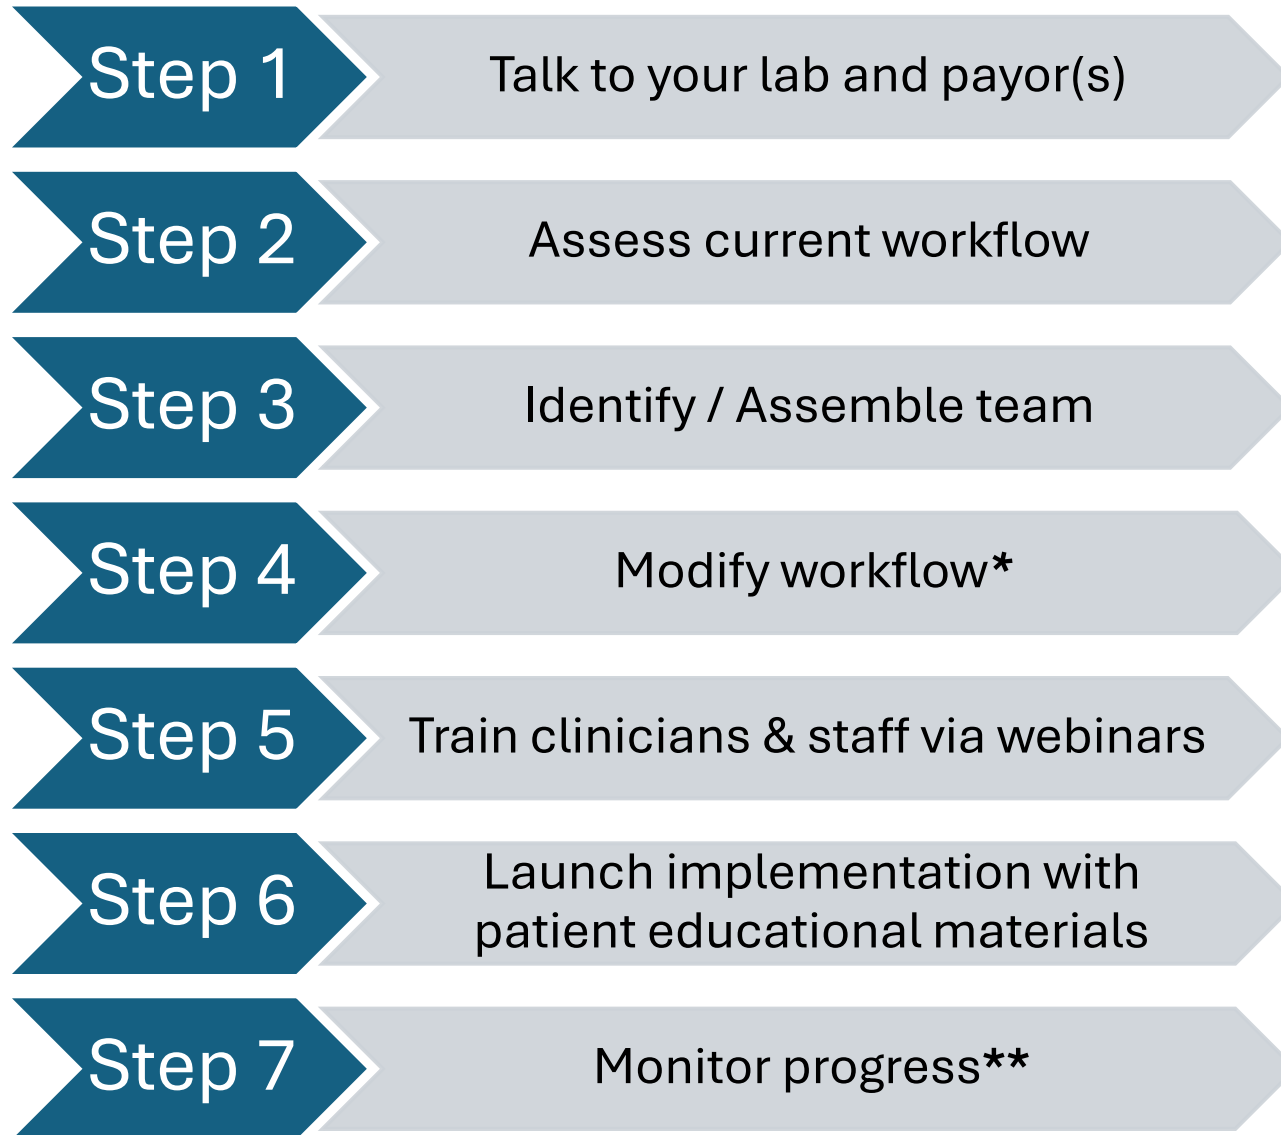 Step 1
Talk to your lab and payor(s)
Step 2
Assess current workflow
Step 3
Identify / Assemble team
Step 4
Modify workflow*
Step 5
Train clinicians & staff via webinars
Step 6
Launch implementation with
patient educational materials
Step 7
Monitor progress**